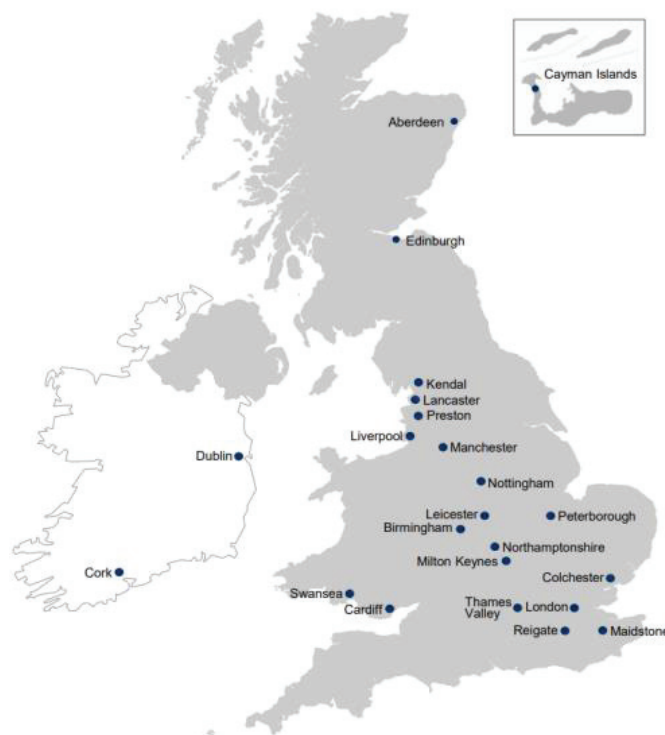 Cayman Islands
Aberdeen
Edinburgh
Kendal
Lancaster
Preston
Liverpool
Manchester
Dublin
Nottingham
Leicester
Peterborough
Birmingham
Northamptonshire
Milton Keynes
Cork
Colchester
Swansea
Cardiff
Thames
Valley
London
Reigate
Maidstone